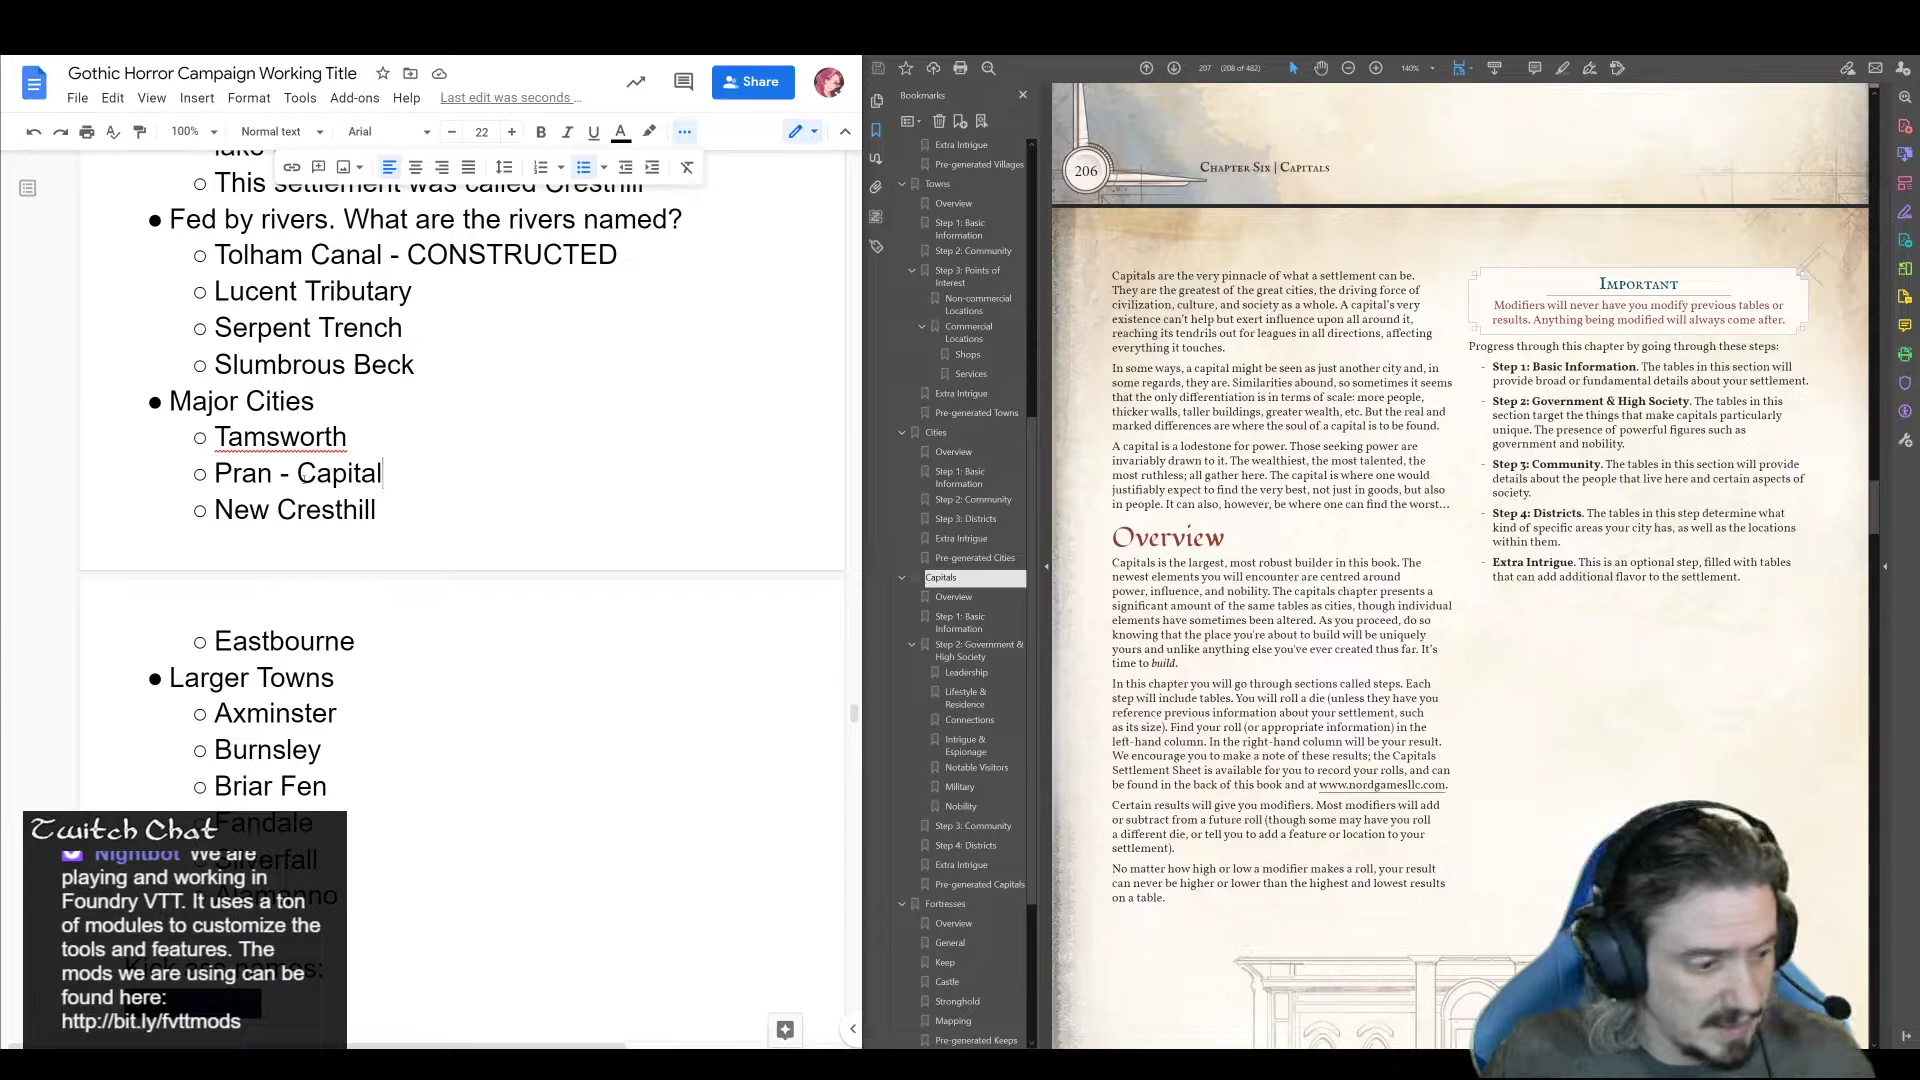 Gothic Horror Campaign Working Title
File Edit View Insert Format Tools Add-ons Help Last edit was seconds ...
Share
100% Normal text Arial 22
lake
This settlement was called Cresthill
Fed by rivers. What are the rivers named?
Tolham Canal - CONSTRUCTED
Lucent Tributary
Serpent Trench
Slumbrous Beck
Major Cities
Tamsworth
Pran - Capital
New Cresthill
Eastbourne
Larger Towns
Axminster
Burnsley
Briar Fen
Fandale
Silverfall
Alamanno
names:
Twitch Chat
Nightbot We are
playing and working in
Foundry VTT. It uses a ton
of modules to customize the
tools and features. The
mods we are using can be
found here:
http://bit.ly/fvttmods
207 (208 of 482) 140%
Bookmarks
Extra Intrigue
Pre-generated Villages
Towns
Overview
Step 1: Basic
Information
Step 2: Community
Step 3: Points of
Interest
Non-commercial
Locations
Commercial
Locations
Shops
Services
Extra Intrigue
Pre-generated Towns
Cities
Overview
Step 1: Basic
Information
Step 2: Community
Step 3: Districts
Extra Intrigue
Pre-generated Cities
Capitals
Overview
Step 1: Basic
Information
Step 2: Government &
High Society
Leadership
Lifestyle &
Residence
Connections
Intrigue &
Espionage
Notable Visitors
Military
Nobility
Step 3: Community
Step 4: Districts
Extra Intrigue
Pre-generated Capitals
Fortresses
Overview
General
Keep
Castle
Stronghold
Mapping
Pre-generated Keeps
206
Chapter Six | Capitals
Capitals are the very pinnacle of what a settlement can be.
They are the greatest of the great cities, the driving force of
civilization, culture, and society as a whole. A capital's very
existence can't help but exert influence upon all around it,
reaching its tendrils out for leagues in all directions, affecting
everything it touches.
In some ways, a capital might be seen as just another city and, in
some regards, they are. Similarities abound, so sometimes it seems
that the only differentiation is in terms of scale: more people,
thicker walls, taller buildings, greater wealth, etc. But the real and
marked differences are where the soul of a capital is to be found.
A capital is a lodestone for power. Those seeking power are
invariably drawn to it. The wealthiest, the most talented, the
most ruthless; all gather here. The capital is where one would
justifiably expect to find the very best, not just in goods, but also
in people. It can also, however, be where one can find the worst...
Overview
Capitals is the largest, most robust builder in this book. The
newest elements you will encounter are centred around
power, influence, and nobility. The capitals chapter presents a
significant amount of the same tables as cities, though individual
elements have sometimes been altered. As you proceed, do so
knowing that the place you're about to build will be uniquely
yours and unlike anything else you've ever created thus far. It's
time to build.
In this chapter you will go through sections called steps. Each
step will include tables. You will roll a die (unless they have you
reference previous information about your settlement, such
as its size). Find your roll (or appropriate information) in the
left-hand column. In the right-hand column will be your result.
We encourage you to make a note of these results; the Capitals
Settlement Sheet is available for you to record your rolls, and can
be found in the back of this book and at www.nordgamesllc.com.
Certain results will give you modifiers. Most modifiers will add
or subtract from a future roll (though some may have you roll
a different die, or tell you to add a feature or location to your
settlement).
No matter how high or low a modifier makes a roll, your result
can never be higher or lower than the highest and lowest results
on a table.
Important
Modifiers will never have you modify previous tables or
results. Anything being modified will always come after.
Progress through this chapter by going through these steps:
- Step 1: Basic Information. The tables in this section will
provide broad or fundamental details about your settlement.
- Step 2: Government & High Society. The tables in this
section target the things that make capitals particularly
unique. The presence of powerful figures such as
government and nobility.
- Step 3: Community. The tables in this section will provide
details about the people that live here and certain aspects of
society.
- Step 4: Districts. The tables in this step determine what
kind of specific areas your city has, as well as the locations
within them.
- Extra Intrigue. This is an optional step, filled with tables
that can add additional flavor to the settlement.